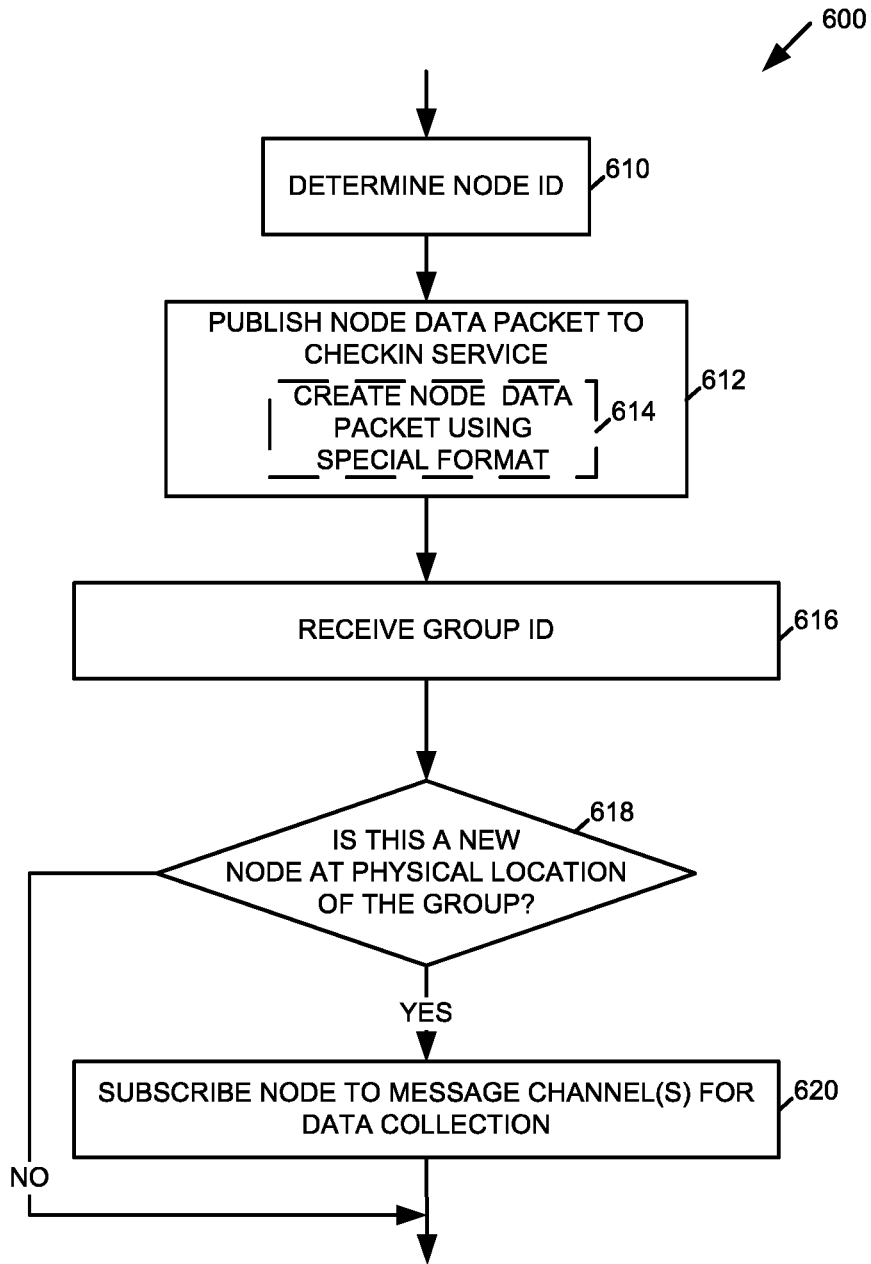 600
DETERMINE NODE ID
610
PUBLISH NODE DATA PACKET TO
CHECKIN SERVICE
612
CREATE NODE DATA
PACKET USING
SPECIAL FORMAT
614
RECEIVE GROUP ID
616
618
IS THIS A NEW
NODE AT PHYSICAL LOCATION
OF THE GROUP?
YES
SUBSCRIBE NODE TO MESSAGE CHANNEL(S) FOR
DATA COLLECTION
620
NO